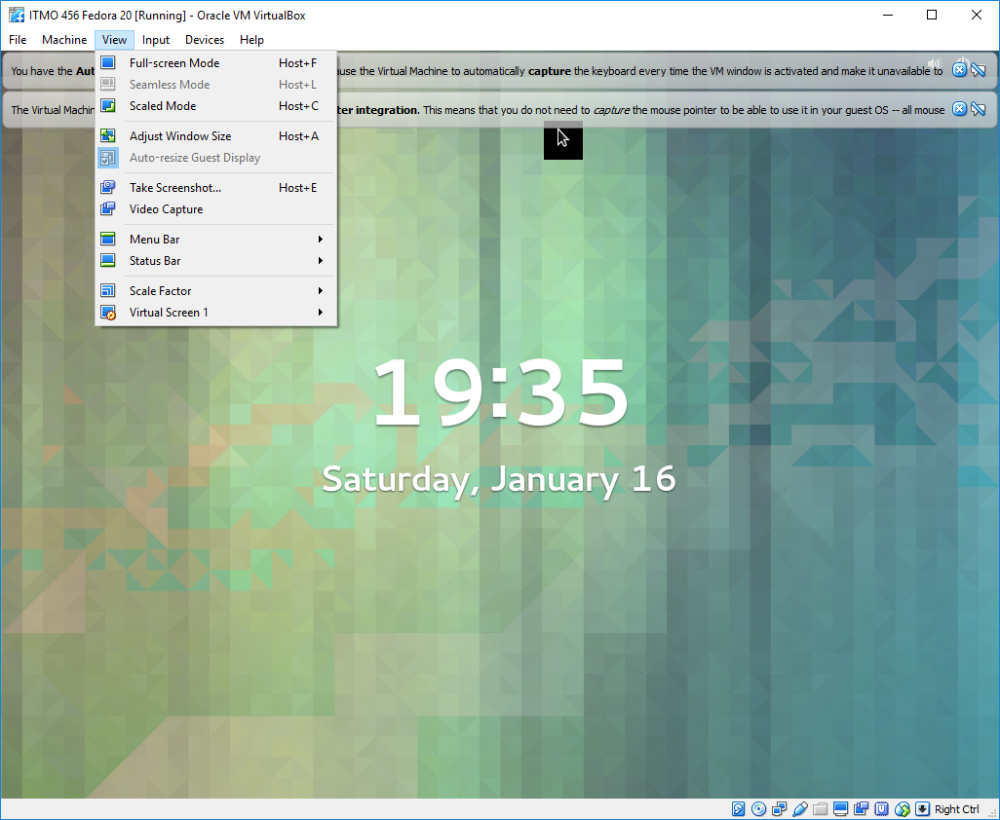 ITMO 456 Fedora 20 [Running] - Oracle VM VirtualBox
File Machine View Input Devices Help
You have the Aut
ause the Virtual Machine to automatically capture the keyboard every time the VM window is activated and make it unavailable to
The Virtual Machin
ter integration. This means that you do not need to capture the mouse pointer to be able to use it in your guest OS -- all mouse
Full-screen Mode Host+F
Seamless Mode Host+L
Scaled Mode Host+C
Adjust Window Size Host+A
Auto-resize Guest Display
Take Screenshot... Host+E
Video Capture
Menu Bar
Status Bar
Scale Factor
Virtual Screen 1
19:35
Saturday, January 16
Right Ctrl